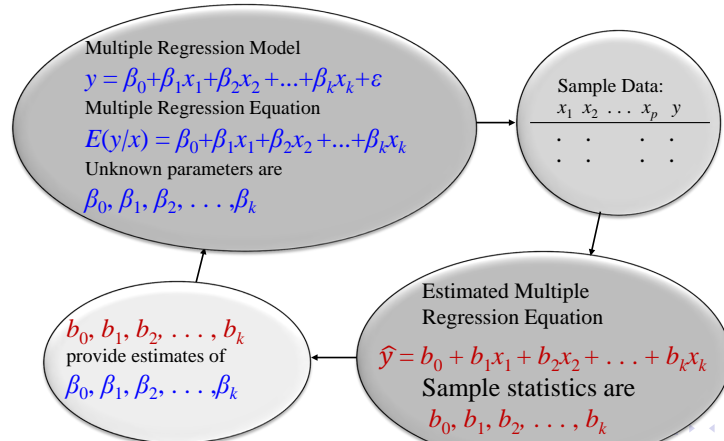 Multiple Regression Model
y = β₀+β₁x₁+β₂x₂ +...+βₖxₖ+ε
Multiple Regression Equation
E(y/x) = β₀+β₁x₁+β₂x₂ +...+βₖxₖ
Unknown parameters are
β₀, β₁, β₂, . . . ,βₖ
Sample Data:
x₁ x₂ . . . xₚ y
. . . .
. . . .
Estimated Multiple
Regression Equation
ŷ = b₀ + b₁x₁ + b₂x₂ + . . . + bₖxₖ
Sample statistics are
b₀, b₁, b₂, . . . , bₖ
b₀, b₁, b₂, . . . , bₖ
provide estimates of
β₀, β₁, β₂, . . . ,βₖ